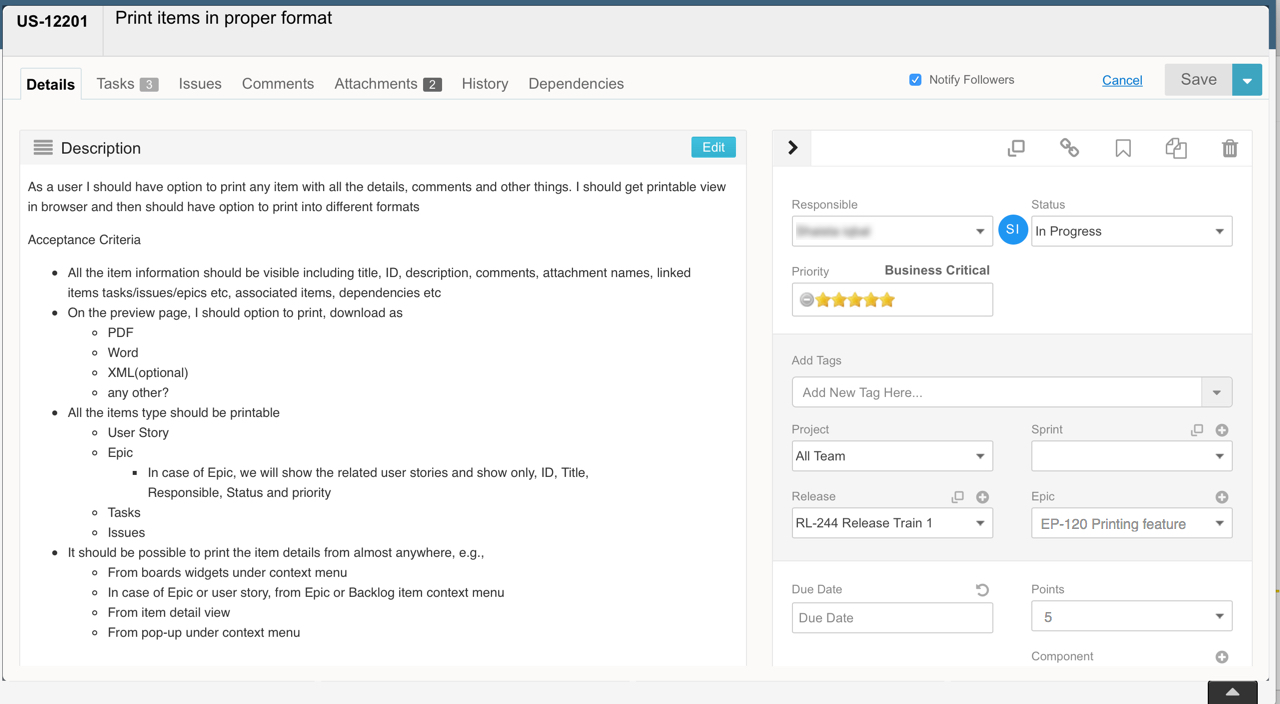 US-12201
Print items in proper format
Details
Tasks 3
Issues
Comments
Attachments 2
History
Dependencies
Notify Followers
Cancel
Save
Description
Edit
As a user I should have option to print any item with all the details, comments and other things. I should get printable view
in browser and then should have option to print into different formats
Acceptance Criteria
All the item information should be visible including title, ID, description, comments, attachment names, linked
items tasks/issues/epics etc, associated items, dependencies etc
On the preview page, I should option to print, download as
PDF
Word
XML(optional)
any other?
All the items type should be printable
User Story
Epic
In case of Epic, we will show the related user stories and show only, ID, Title,
Responsible, Status and priority
Tasks
Issues
It should be possible to print the item details from almost anywhere, e.g.,
From boards widgets under context menu
In case of Epic or user story, from Epic or Backlog item context menu
From item detail view
From pop-up under context menu
Responsible
SI
Status
In Progress
Priority
Business Critical
Add Tags
Add New Tag Here...
Project
All Team
Sprint
Release
RL-244 Release Train 1
Epic
EP-120 Printing feature
Due Date
Due Date
Points
5
Component